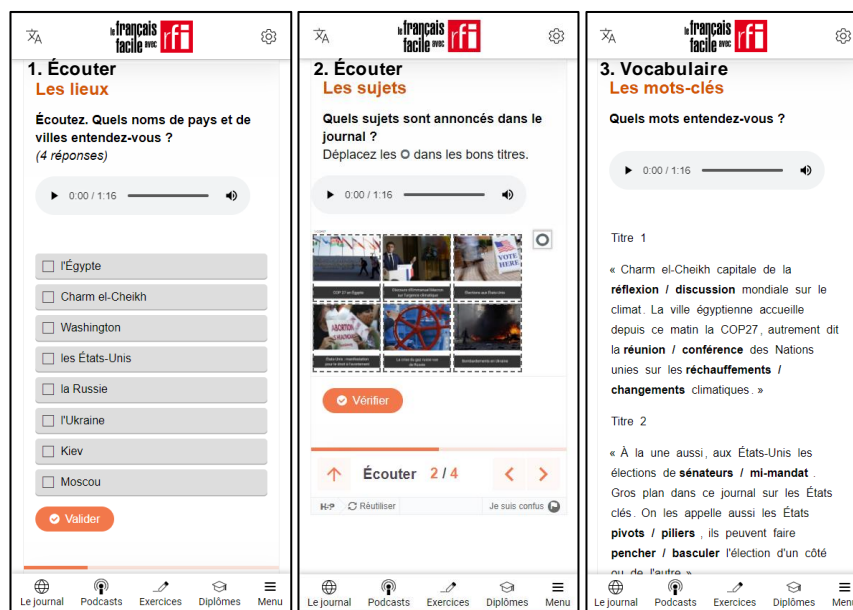 le français
facile avec rfi
1. Écouter
Les lieux
Écoutez. Quels noms de pays et de
villes entendez-vous ?
(4 réponses)
0:00 / 1:16
l'Égypte
Charm el-Cheikh
Washington
les États-Unis
la Russie
l'Ukraine
Kiev
Moscou
Valider
Le journal Podcasts Exercices Diplômes Menu
le français
facile avec rfi
2. Écouter
Les sujets
Quels sujets sont annoncés dans le
journal ?
Déplacez les O dans les bons titres.
0:00 / 1:16
VOTE
HERE
COP 27 en Égypte
Élections aux États-Unis
ABORTION
Bombardements en Ukraine
Vérifier
Écouter 2 / 4
H-P Réutiliser Je suis confus
Le journal Podcasts Exercices Diplômes Menu
le français
facile avec rfi
3. Vocabulaire
Les mots-clés
Quels mots entendez-vous ?
0:00 / 1:16
Titre 1
« Charm el-Cheikh capitale de la
réflexion / discussion mondiale sur le
climat. La ville égyptienne accueille
depuis ce matin la COP27, autrement dit
la réunion / conférence des Nations
unies sur les réchauffements /
changements climatiques. »
Titre 2
« À la une aussi, aux États-Unis les
élections de sénateurs / mi-mandat .
Gros plan dans ce journal sur les États
clés. On les appelle aussi les États
pivots / piliers , ils peuvent faire
pencher / basculer l'élection d'un côté
ou de l'autre »
Le journal Podcasts Exercices Diplômes Menu